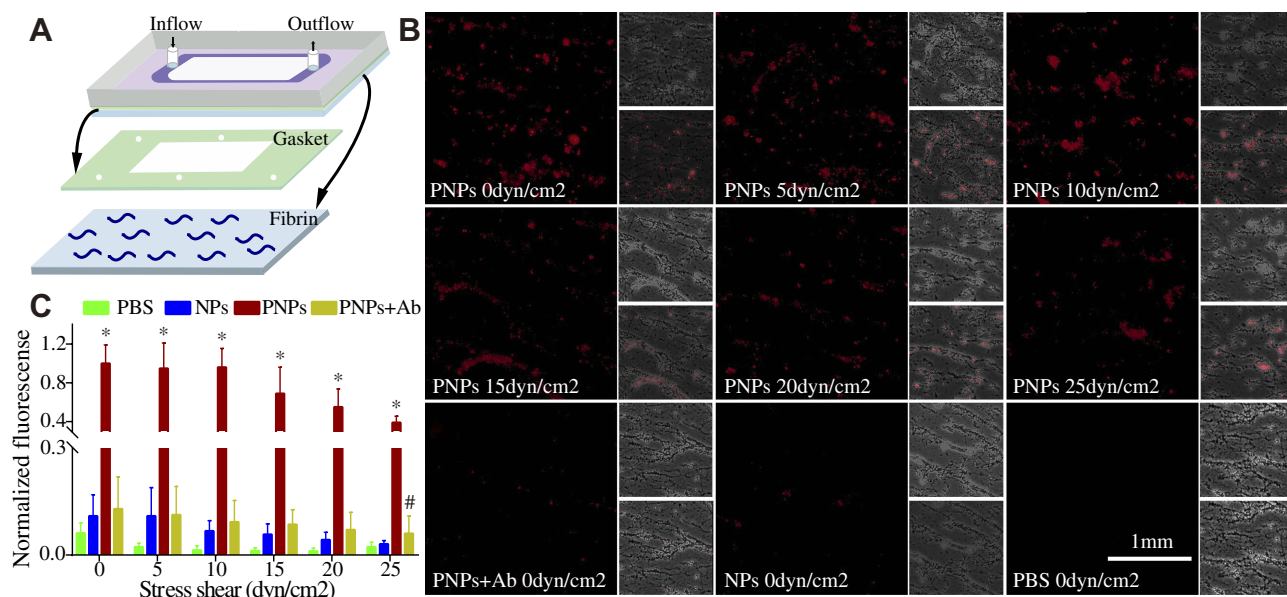 A
Inflow
Outflow
Gasket
Fibrin
B
PNPs 0dyn/cm2
PNPs 5dyn/cm2
PNPs 10dyn/cm2
PNPs 15dyn/cm2
PNPs 20dyn/cm2
PNPs 25dyn/cm2
PNPs+Ab 0dyn/cm2
NPs 0dyn/cm2
PBS 0dyn/cm2
1mm
C
PBS NPs PNPs PNPs+Ab
Normalized fluorescense
1.2
0.8
0.4
0.3
0.0
* * * * * *
#
0 5 10 15 20 25
Stress shear (dyn/cm2)